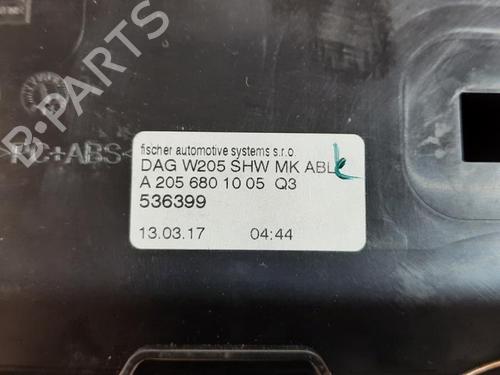 B-PARTS
>PC+ABS<
fischer automotive systems s.r.o.
DAG W205 SHW MK ABL
A 205 680 10 05 Q3
536399
13.03.17 04:44